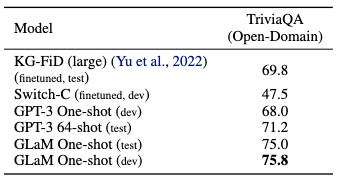 Model TriviaQA
(Open-Domain)
KG-FiD (large) (Yu et al., 2022)
(finetuned, test) 69.8
Switch-C (finetuned, dev) 47.5
GPT-3 One-shot (dev) 68.0
GPT-3 64-shot (test) 71.2
GLaM One-shot (test) 75.0
GLaM One-shot (dev) 75.8